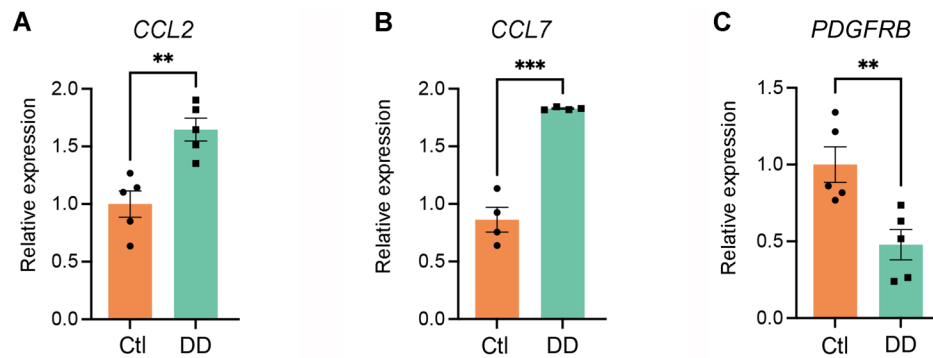 A
CCL2
**
Relative expression
2.0
1.5
1.0
0.5
0.0
Ctl
DD
B
CCL7
***
Relative expression
2.0
1.5
1.0
0.5
0.0
Ctl
DD
C
PDGFRB
**
Relative expression
1.5
1.0
0.5
0.0
Ctl
DD